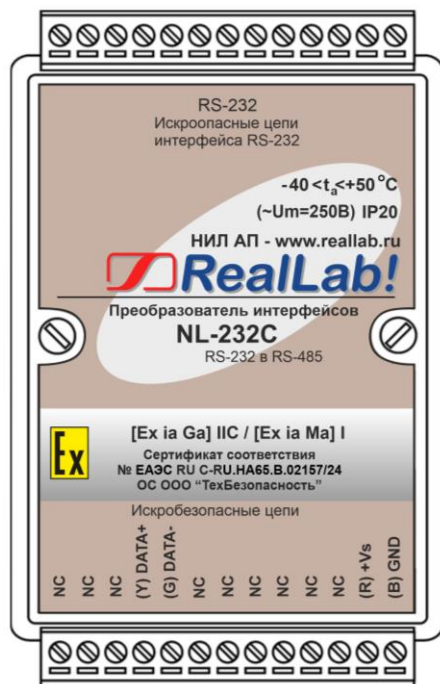 RS-232
Искроопасные цепи
интерфейса RS-232
-40<tₐ<+50°C
(~Um=250В) IP20
НИЛ АП - www.reallab.ru
RealLab!
Преобразователь интерфейсов
NL-232C
RS-232 в RS-485
Ex
[Ex ia Ga] IIC / [Ex ia Ma] I
Сертификат соответствия
№ ЕАЭС RU C-RU.HA65.B.02157/24
ОС ООО "ТехБезопасность"
Искробезопасные цепи
NC
NC
NC
(Y) DATA+
(G) DATA-
NC
NC
NC
NC
NC
NC
(R) +Vs
(B) GND